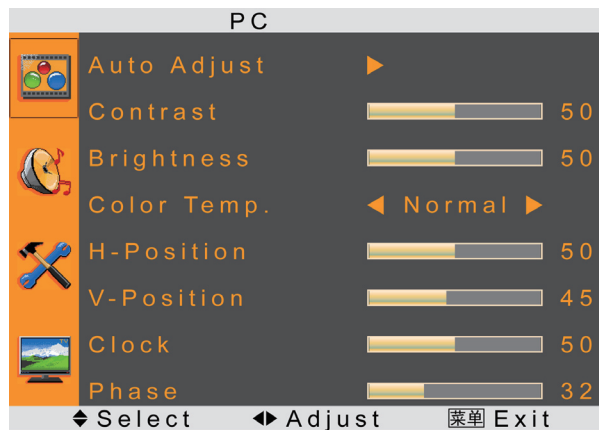 PC
Auto Adjust
Contrast 50
Brightness 50
Color Temp. Normal
H-Position 50
V-Position 45
Clock 50
Phase 32
Select Adjust 菜单 Exit